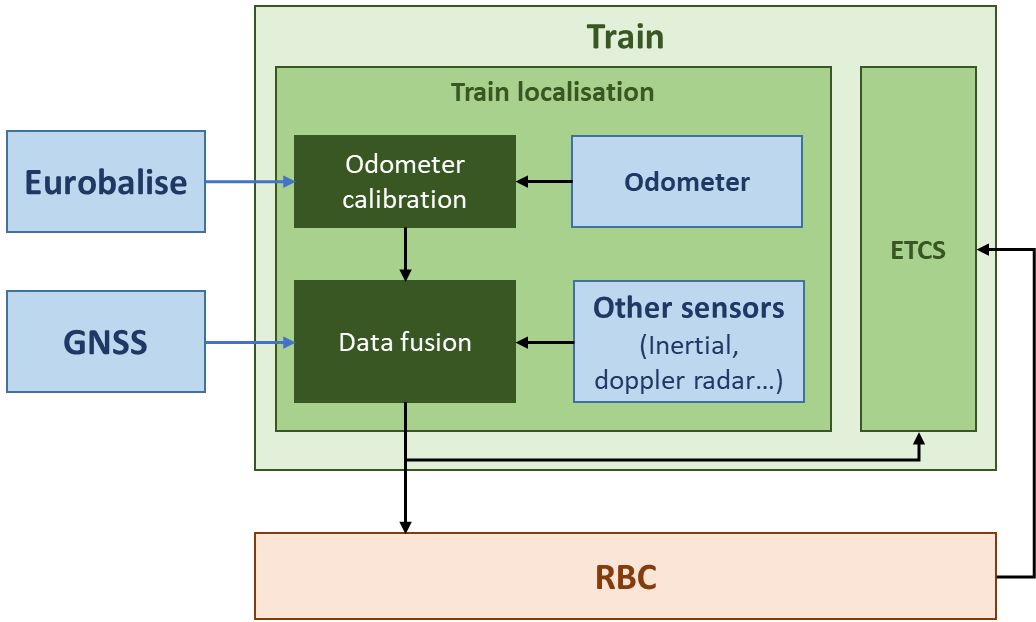 Train
Train localisation
Eurobalise
Odometer
calibration
Odometer
ETCS
GNSS
Data fusion
Other sensors
(Inertial,
doppler radar...)
RBC